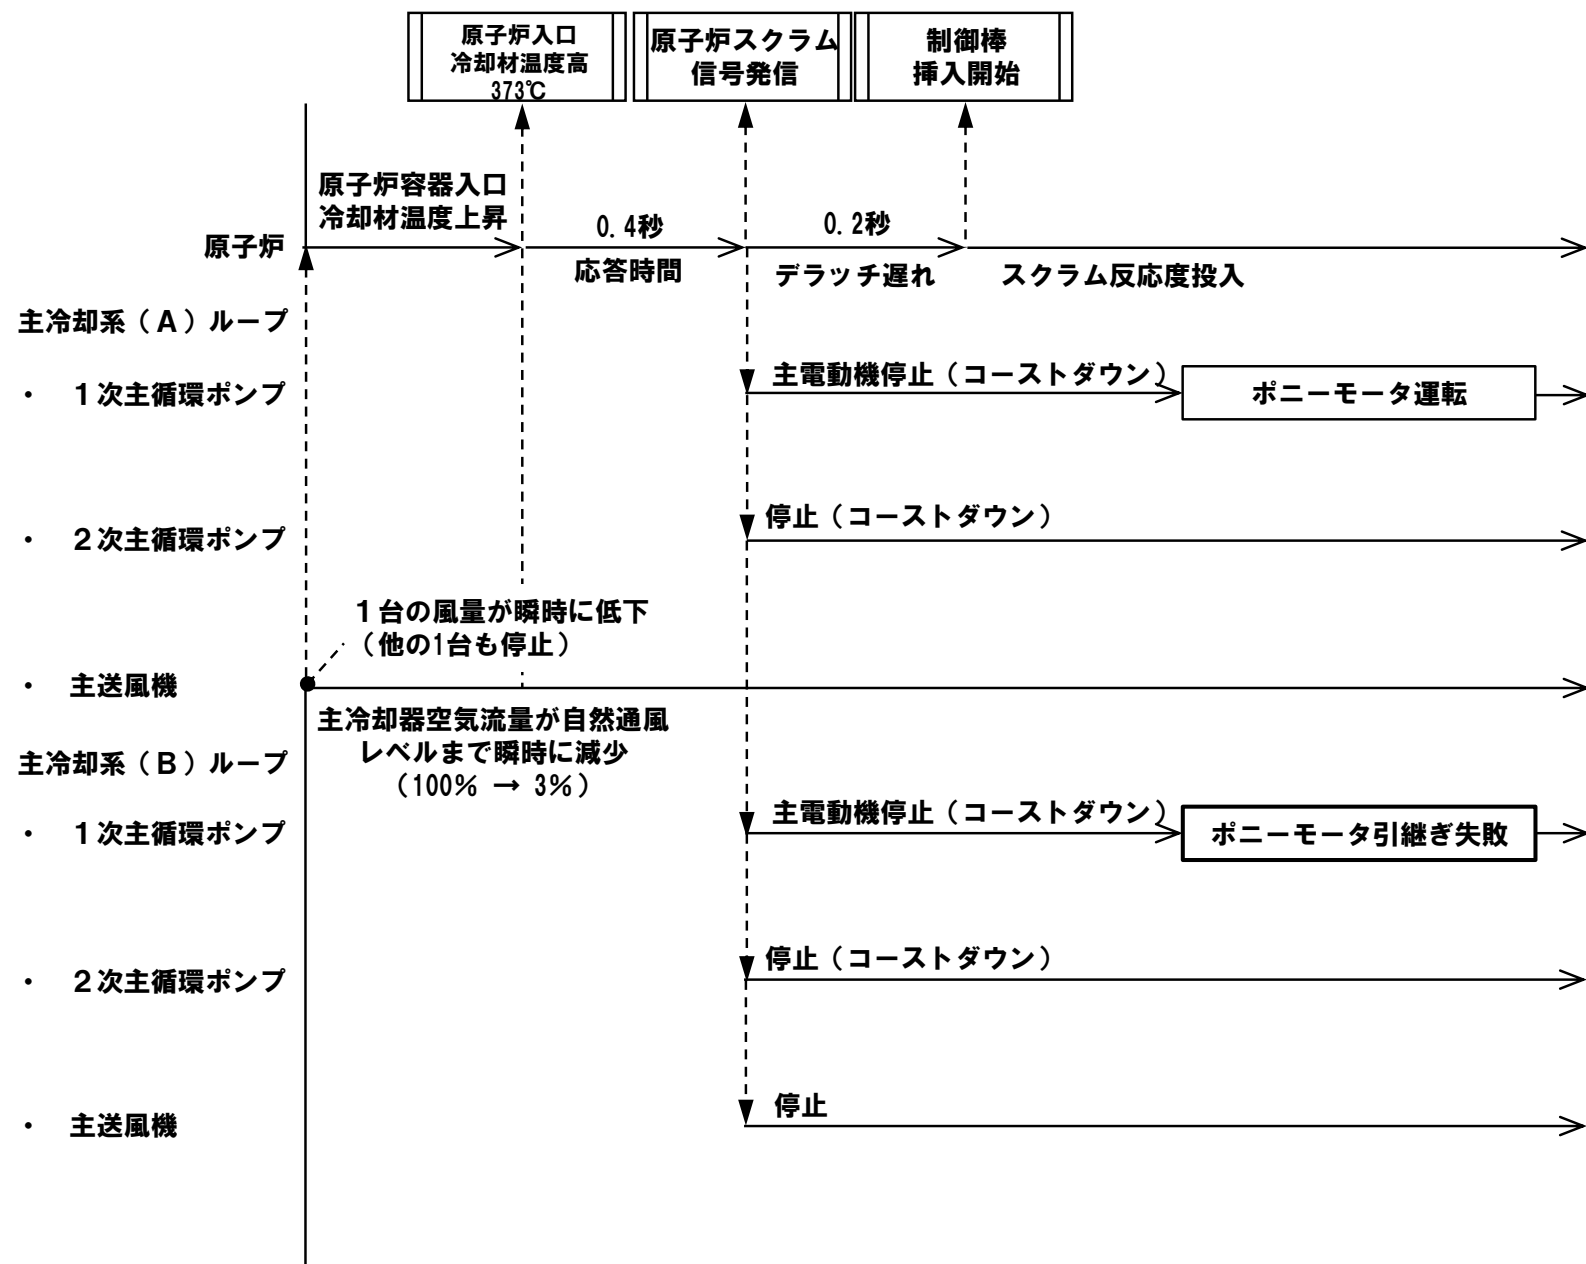 原子炉入口
冷却材温度高
373℃
原子炉スクラム
信号発信
制御棒
挿入開始
原子炉容器入口
冷却材温度上昇
原子炉
0.4秒
応答時間
0.2秒
デラッチ遅れ
スクラム反応度投入
主冷却系（A）ループ
・ １次主循環ポンプ
主電動機停止（コーストダウン）
ポニーモータ運転
・ ２次主循環ポンプ
停止（コーストダウン）
１台の風量が瞬時に低下
（他の1台も停止）
・ 主送風機
主冷却器空気流量が自然通風
レベルまで瞬時に減少
（100％ → 3％）
主冷却系（B）ループ
・ １次主循環ポンプ
主電動機停止（コーストダウン）
ポニーモータ引継ぎ失敗
・ ２次主循環ポンプ
停止（コーストダウン）
・ 主送風機
停止